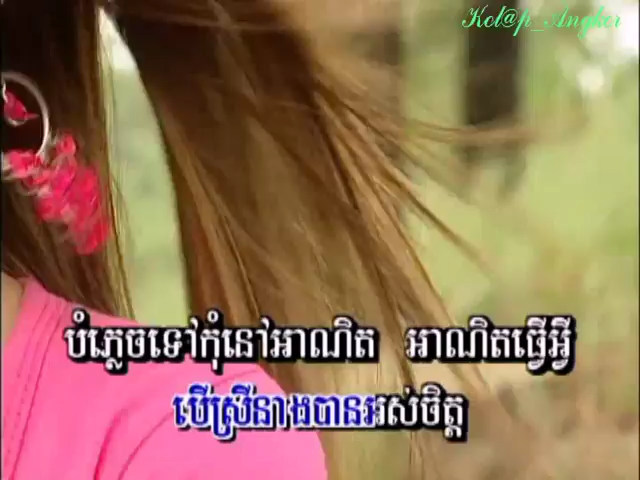 Kol@p_Angkor
បំភ្លេចទៅកុំនៅអាណិត អាណិតធ្វើអ្វី
បើស្រីនាងបានអស់ចិត្ត